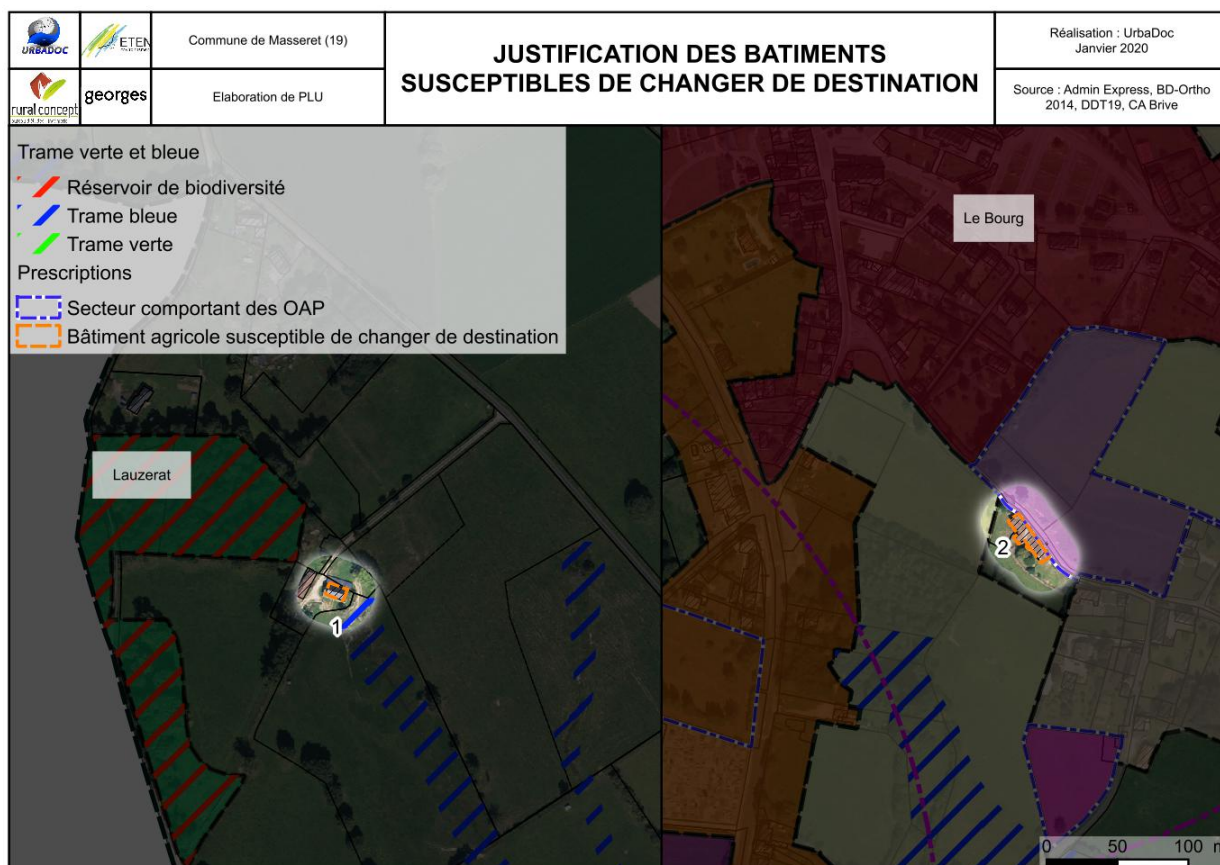 URBADOC
ETEN
Commune de Masseret (19)
rural concept
georges
Elaboration de PLU
JUSTIFICATION DES BATIMENTS
SUSCEPTIBLES DE CHANGER DE DESTINATION
Réalisation : UrbaDoc
Janvier 2020
Source : Admin Express, BD-Ortho
2014, DDT19, CA Brive
Trame verte et bleue
Réservoir de biodiversité
Trame bleue
Trame verte
Prescriptions
Secteur comportant des OAP
Bâtiment agricole susceptible de changer de destination
Lauzerat
1
Le Bourg
2
0 50 100 m